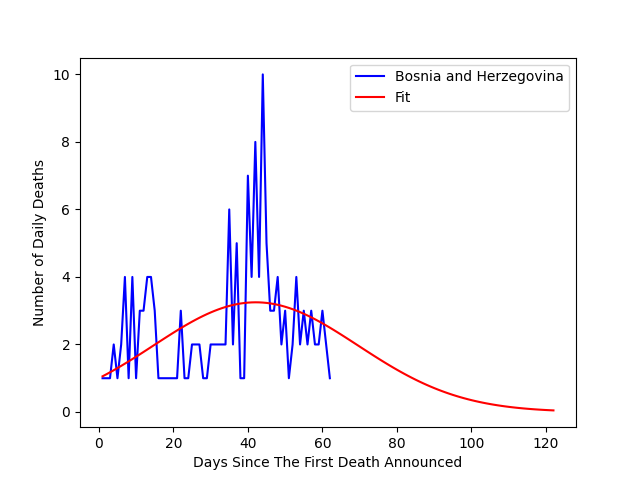 Bosnia and Herzegovina
Fit
Number of Daily Deaths
10
8
6
4
2
0
0 20 40 60 80 100 120
Days Since The First Death Announced